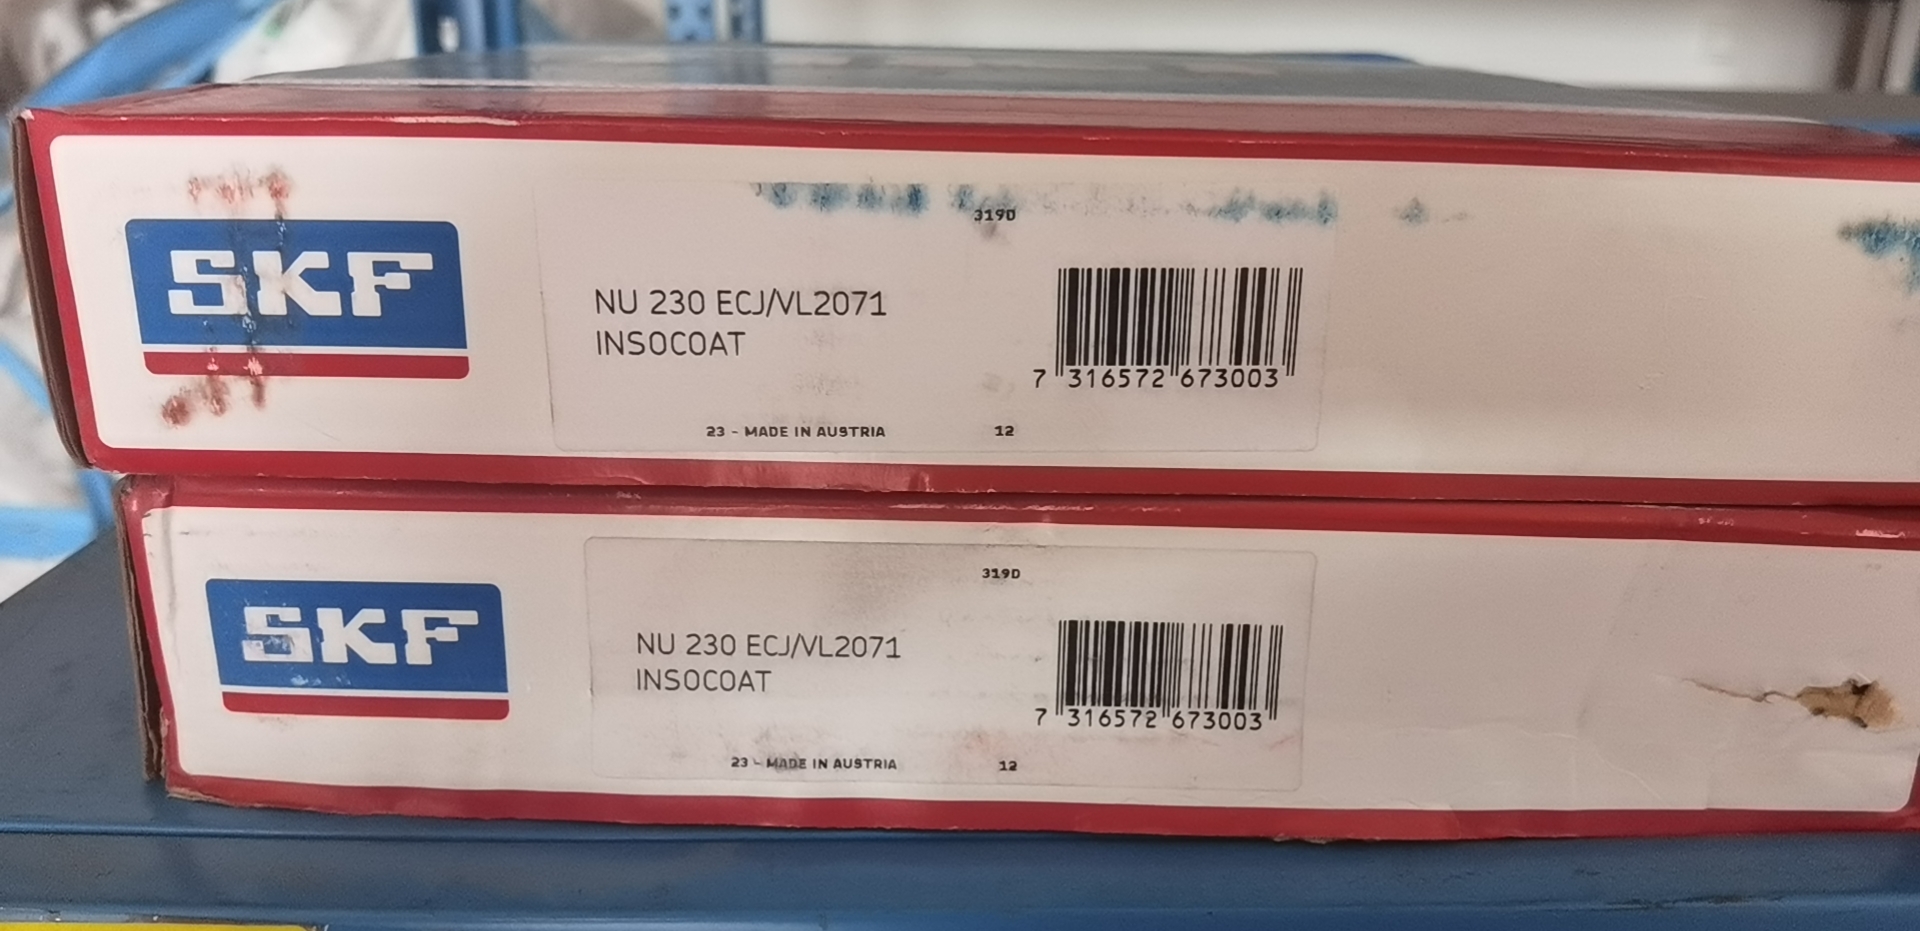 SKF
319D
NU 230 ECJ/VL2071
INSOCOAT
7 316572 673003
23 - MADE IN AUSTRIA 12
SKF
319D
NU 230 ECJ/VL2071
INSOCOAT
7 316572 673003
23 - MADE IN AUSTRIA 12